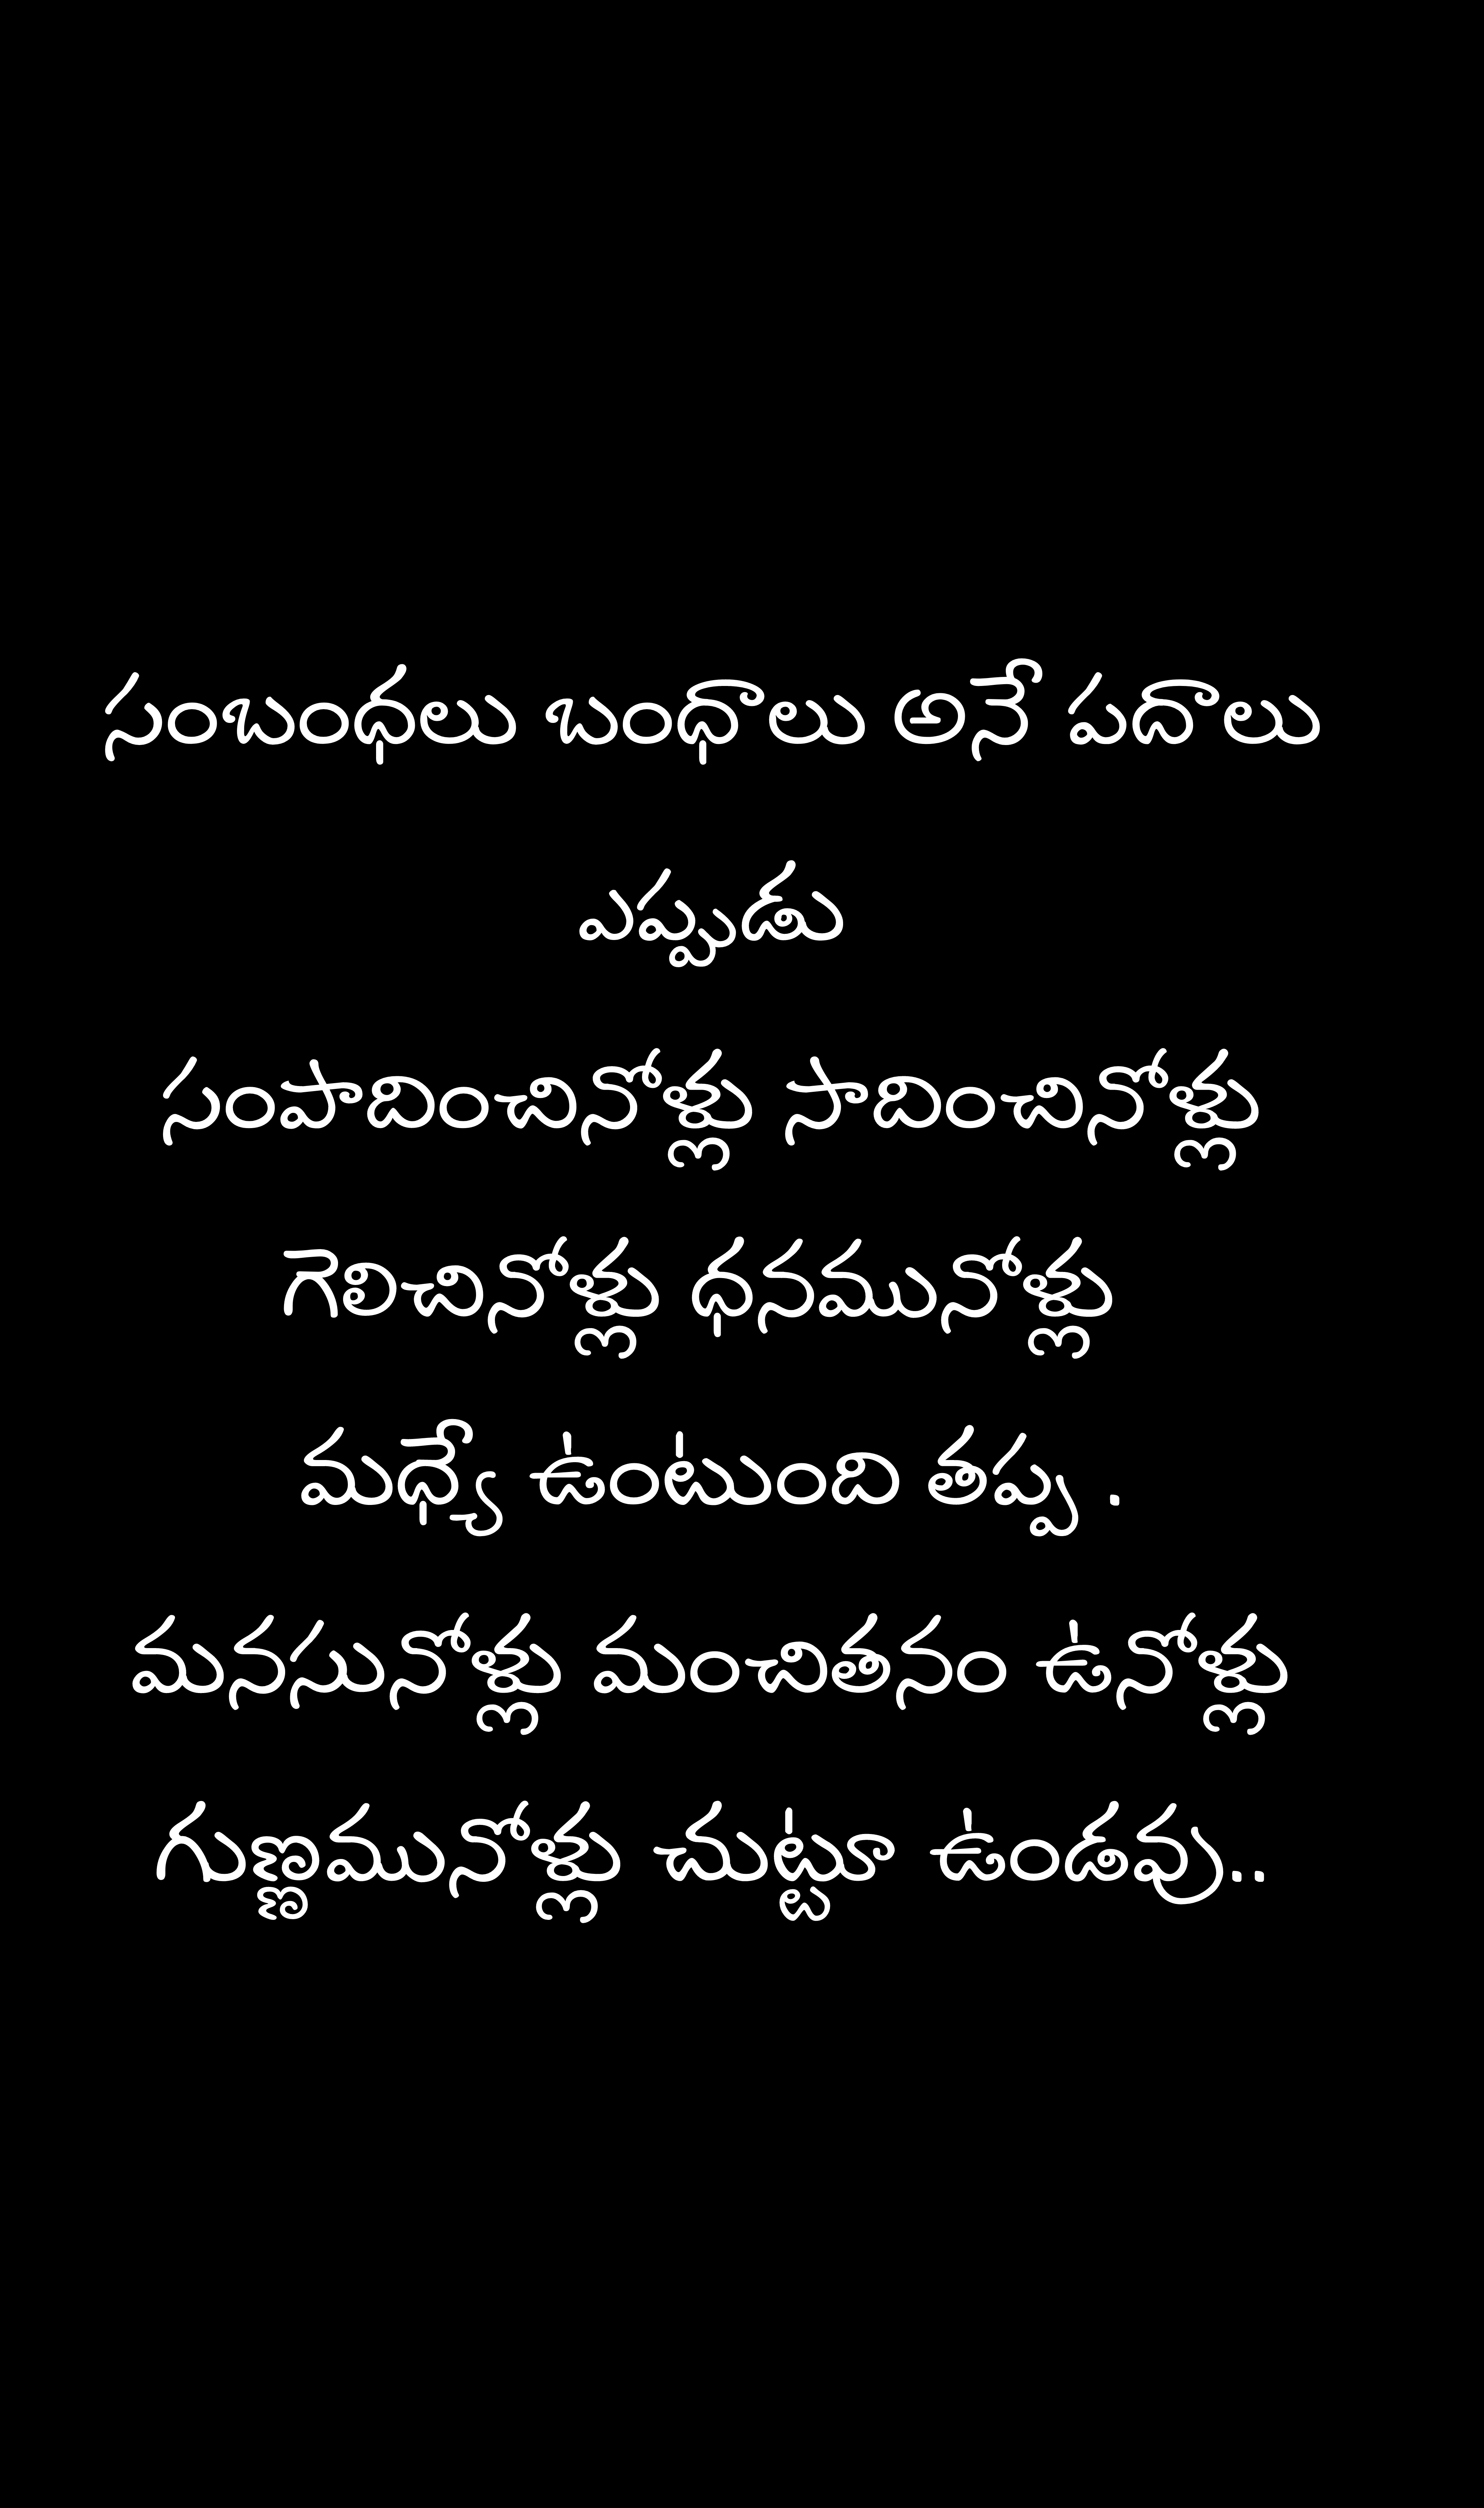 సంబంధలు బంధాలు అనే పదాలు
ఎప్పుడు
సంపాదించినోళ్లు సాదించినోళ్లు
గెలిచినోళ్లు ధనమునోళ్ల
మధ్యే ఉంటుంది తప్ప .
మనసునోళ్లు మంచితనం ఉనోళ్లు
గుణ్ణమునోళ్ల చుట్టూ ఉండవు..